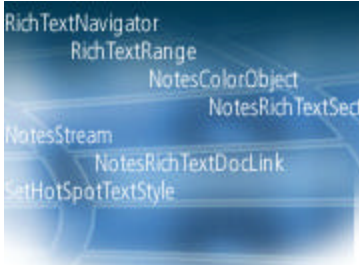 RichTextNavigator
RichTextRange
NotesColorObject
NotesRichTextSect
NotesStream
NotesRichTextDocLink
SetHotSpotTextStyle